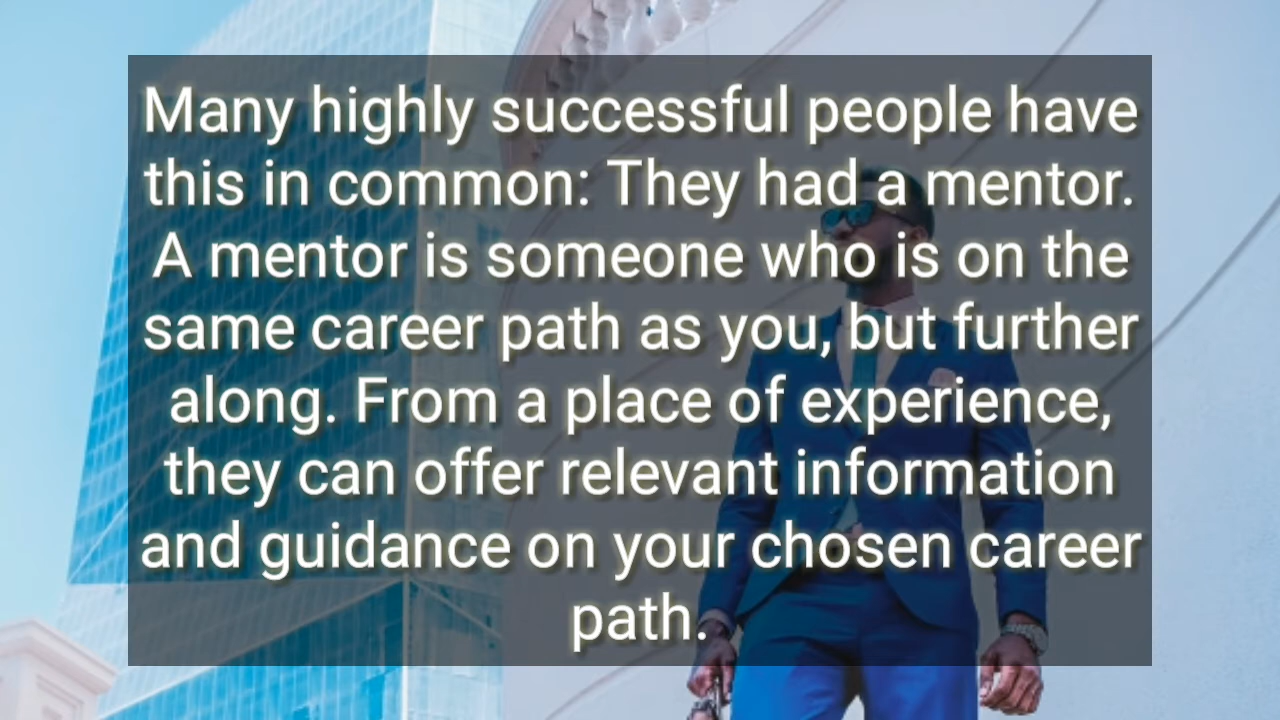 Many highly successful people have
this in common: They had a mentor.
A mentor is someone who is on the
same career path as you, but further
along. From a place of experience,
they can offer relevant information
and guidance on your chosen career
path.